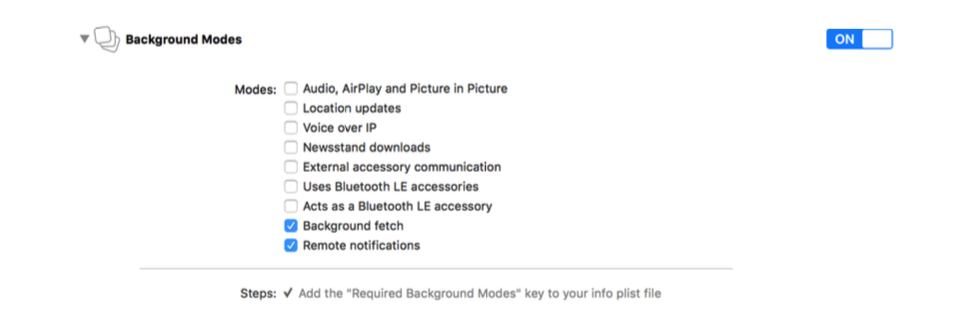 Background Modes
ON
Modes: Audio, AirPlay and Picture in Picture
Location updates
Voice over IP
Newsstand downloads
External accessory communication
Uses Bluetooth LE accessories
Acts as a Bluetooth LE accessory
Background fetch
Remote notifications
Steps: ✓ Add the "Required Background Modes" key to your info plist file